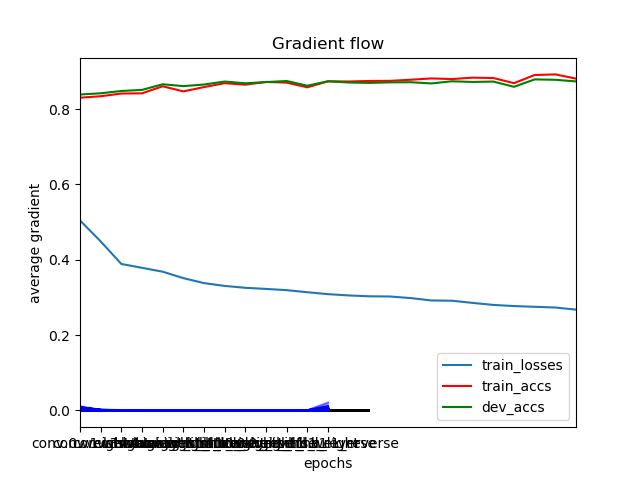 Gradient flow
average gradient
0.8
0.6
0.4
0.2
0.0
train_losses
train_accs
dev_accs
epochs